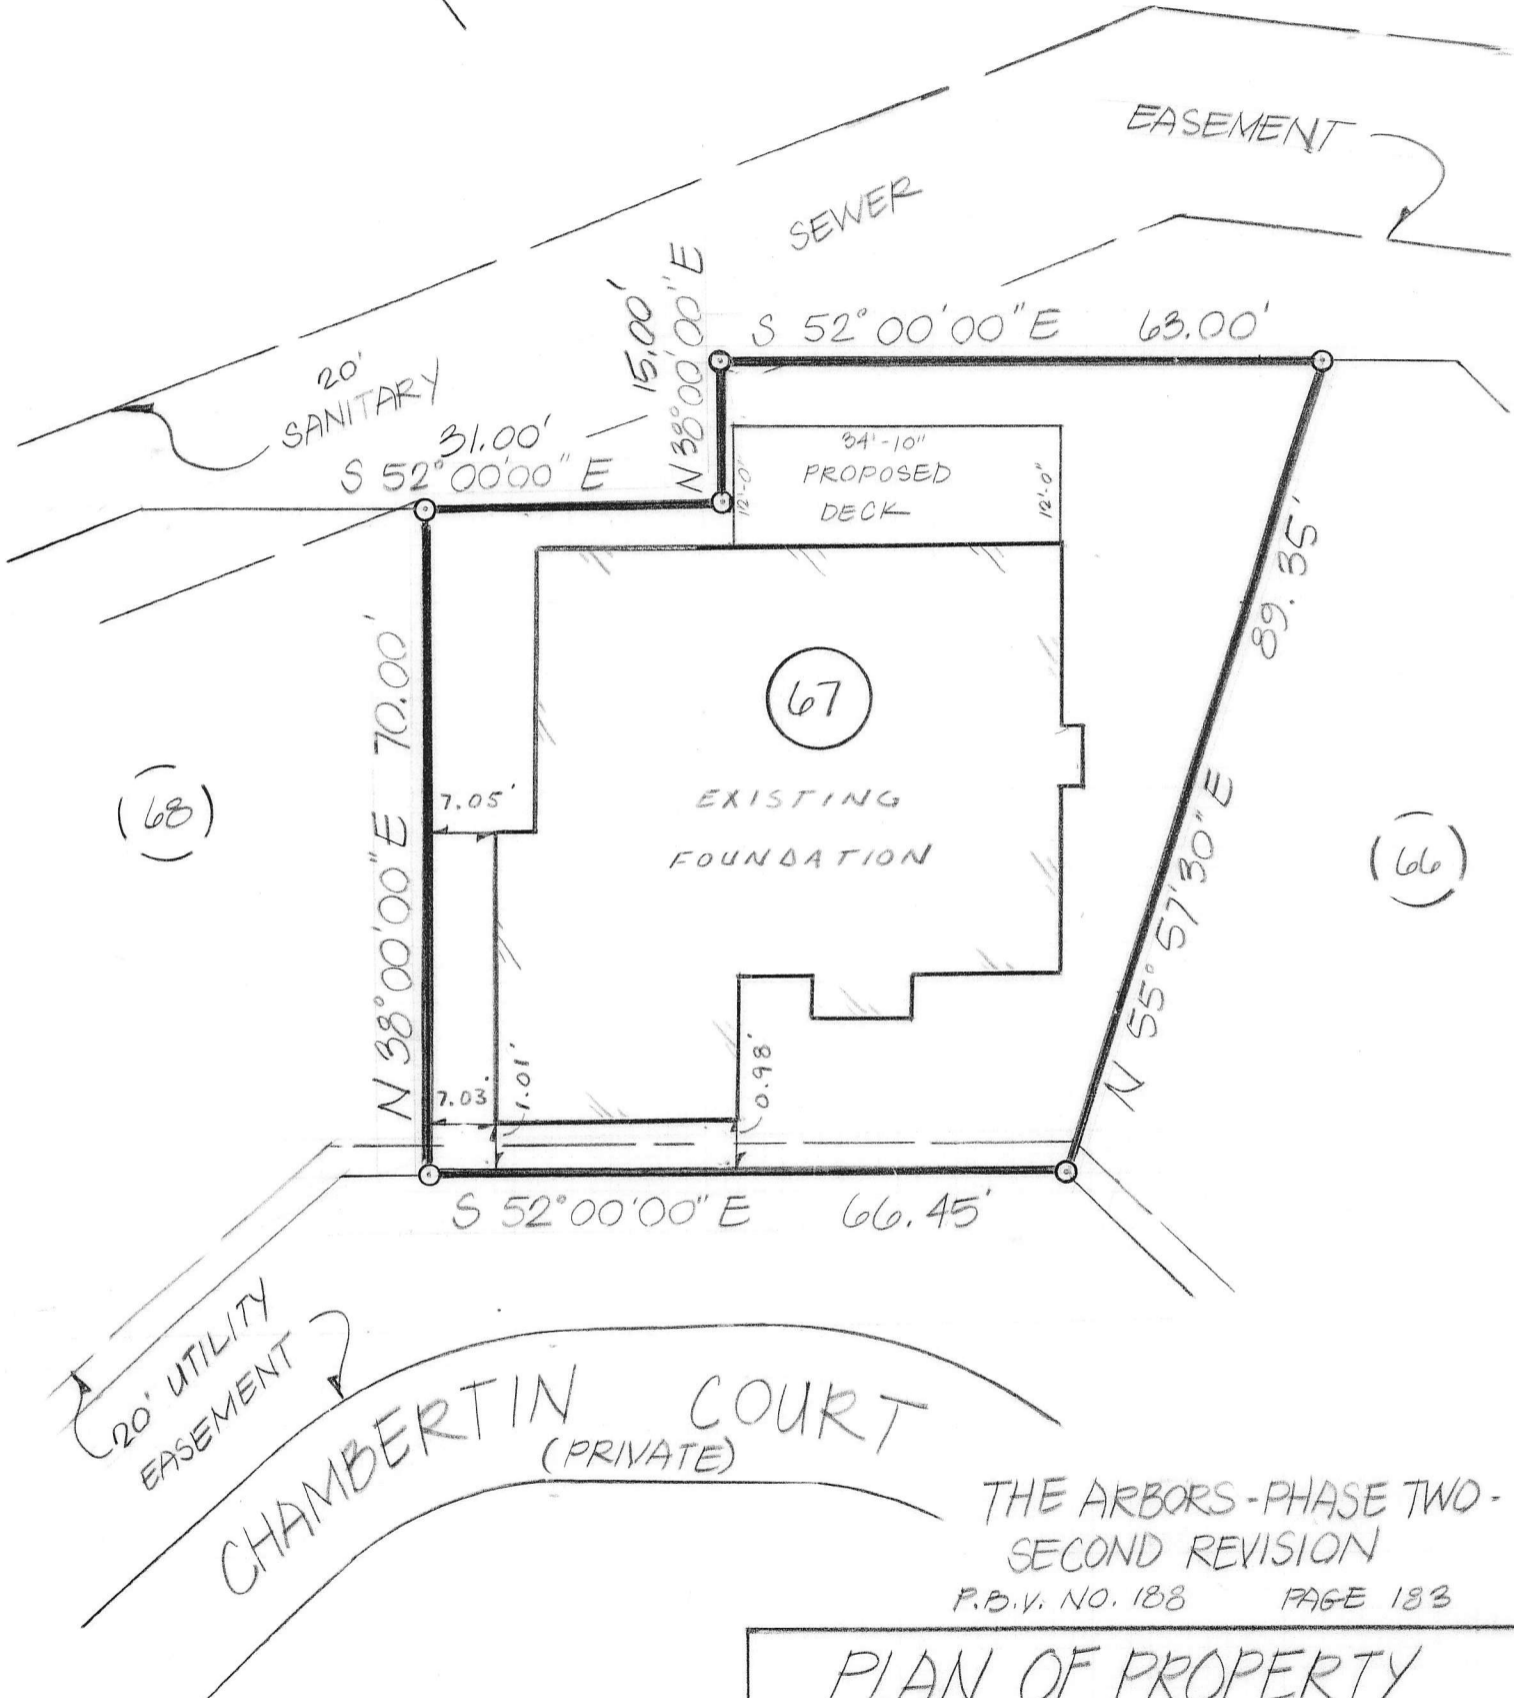 EASEMENT
SEWER
20'
SANITARY
15.00'
N 38°00'00" E
S 52°00'00" E 63.00'
31.00'
S 52°00'00" E
34'-10"
PROPOSED
DECK
12'-0"
12'-0"
89.35'
N 55°57'30" E
N 38°00'00" E 70.00'
67
68
66
7.05'
EXISTING
FOUNDATION
7.03'
1.01'
0.98'
S 52°00'00" E 66.45'
20' UTILITY
EASEMENT
CHAMBERTIN COURT
(PRIVATE)
THE ARBORS-PHASE TWO-
SECOND REVISION
P.B.V. NO. 188 PAGE 183
PLAN OF PROPERTY